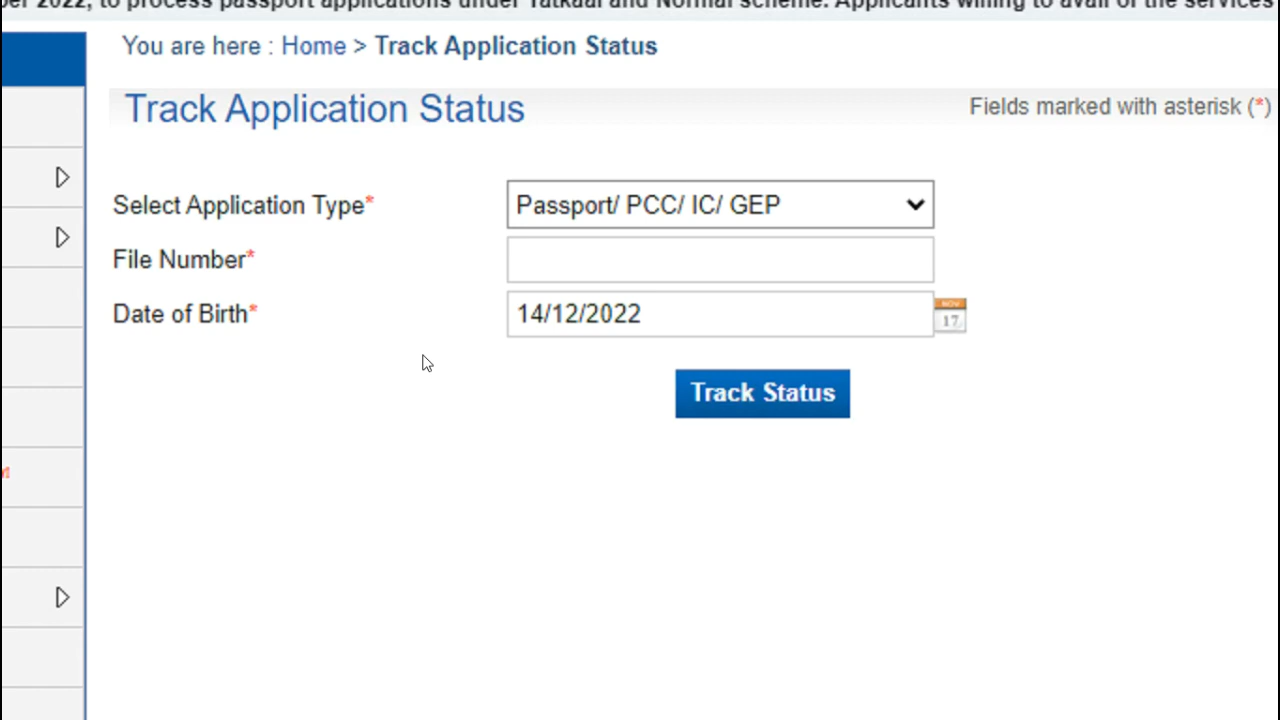 2022, to process passport applications under Tatkaal and Normal scheme. Applicants willing to avail of the services
You are here : Home > Track Application Status
Track Application Status
Fields marked with asterisk (*)
Select Application Type*
Passport/ PCC/ IC/ GEP
File Number*
Date of Birth*
14/12/2022
NOV
17
Track Status